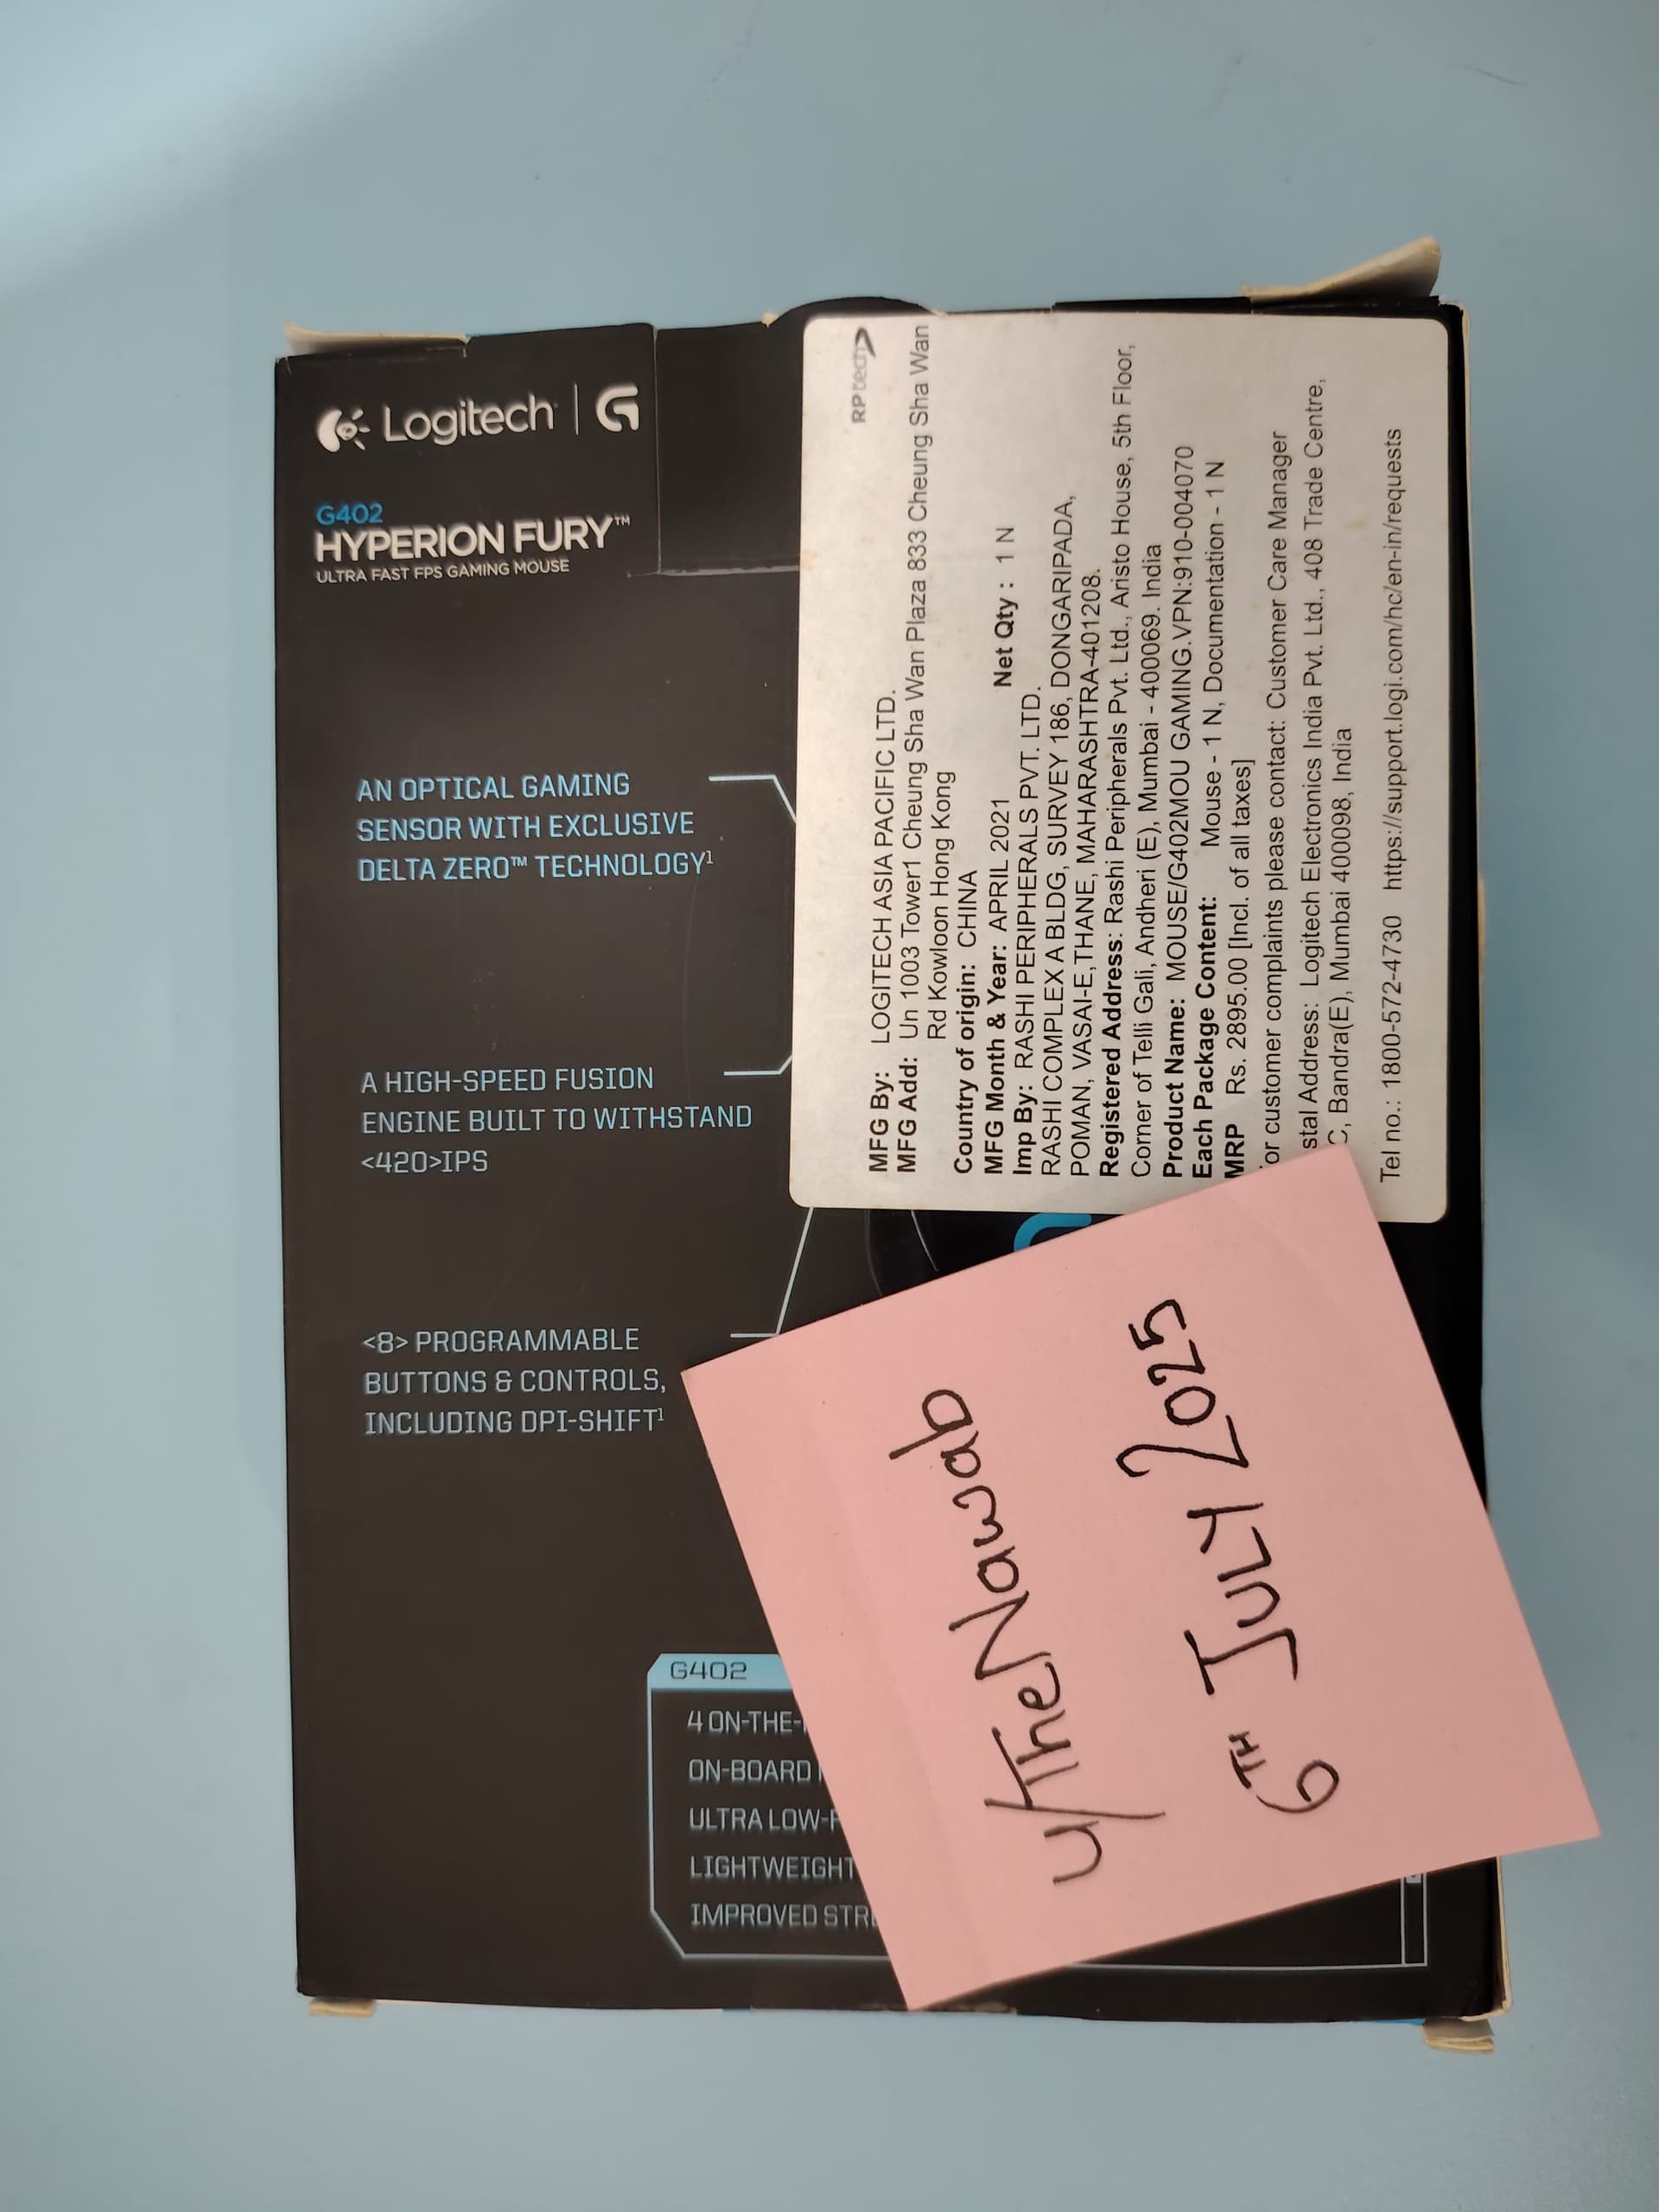 Logitech G
G402
HYPERION FURY™
ULTRA FAST FPS GAMING MOUSE
AN OPTICAL GAMING
SENSOR WITH EXCLUSIVE
DELTA ZERO™ TECHNOLOGY¹
A HIGH-SPEED FUSION
ENGINE BUILT TO WITHSTAND
<420>IPS
<8> PROGRAMMABLE
BUTTONS & CONTROLS,
INCLUDING DPI-SHIFT¹
G402
4 ON-THE-
ON-BOARD
ULTRA LOW-
LIGHTWEIGHT
IMPROVED
RPtech
MFG By: LOGITECH ASIA PACIFIC LTD.
MFG Add: Un 1003 Tower1 Cheung Sha Wan Plaza 833 Cheung Sha Wan
Rd Kowloon Hong Kong
Country of origin: CHINA
MFG Month & Year: APRIL 2021 Net Qty : 1 N
Imp By: RASHI PERIPHERALS PVT. LTD.
RASHI COMPLEX A BLDG, SURVEY 186, DONGARIPADA,
POMAN, VASAI-E,THANE, MAHARASHTRA-401208.
Registered Address: Rashi Peripherals Pvt. Ltd., Aristo House, 5th Floor,
Corner of Telli Gali, Andheri (E), Mumbai - 400069. India
Product Name: MOUSE/G402MOU GAMING.VPN:910-004070
Each Package Content: Mouse - 1 N, Documentation - 1 N
MRP Rs. 2895.00 [Incl. of all taxes]
or customer complaints please contact: Customer Care Manager
stal Address: Logitech Electronics India Pvt. Ltd., 408 Trade Centre,
C, Bandra(E), Mumbai 400098, India
Tel no.: 1800-572-4730 https://support.logi.com/hc/en-in/requests
u/TheNawab
6TH JULY 2025